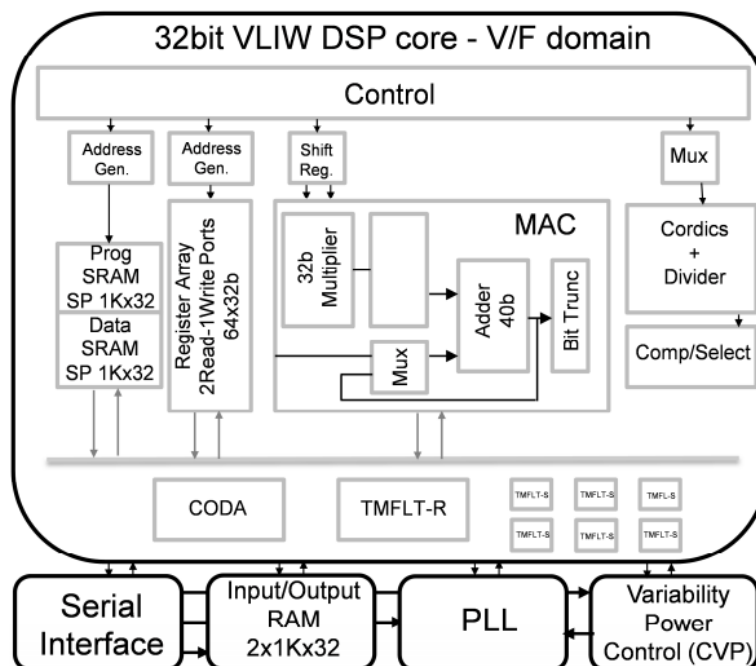 32bit VLIW DSP core - V/F domain
Control
Address
Gen.
Address
Gen.
Shift
Reg.
Mux
Prog
SRAM
SP 1Kx32
Data
SRAM
SP 1Kx32
Register Array
2Read-1Write Ports
64x32b
MAC
32b
Multiplier
Mux
Adder
40b
Bit Trunc
Cordics
+
Divider
Comp/Select
CODA
TMFLT-R
TMFLT-S
TMFLT-S
TMFL-S
TMFLT-S
TMFLT-S
TMFLT-S
Serial
Interface
Input/Output
RAM
2x1Kx32
PLL
Variability
Power
Control (CVP)